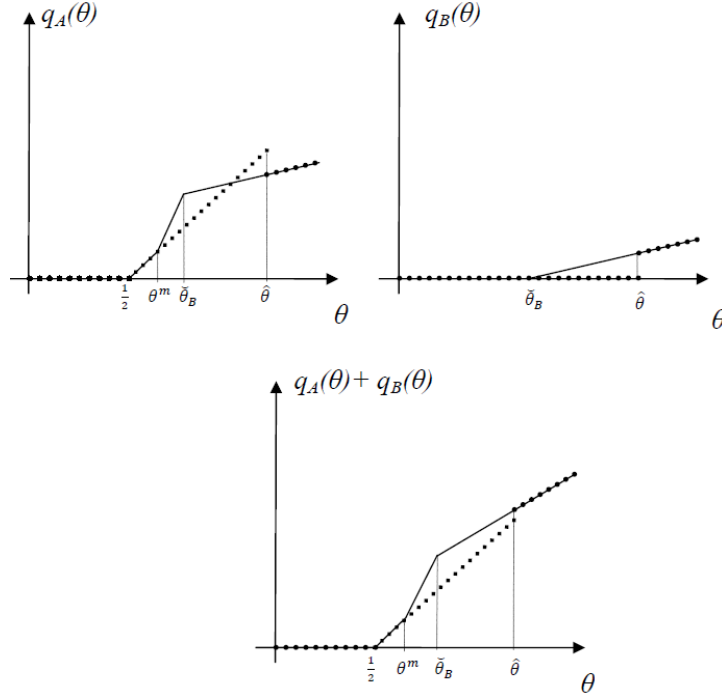 q_A(θ)
q_B(θ)
1/2 θ^m θ̌_B θ̂
θ
θ̌_B θ̂
θ
q_A(θ) + q_B(θ)
1/2 θ^m θ̌_B θ̂
θ